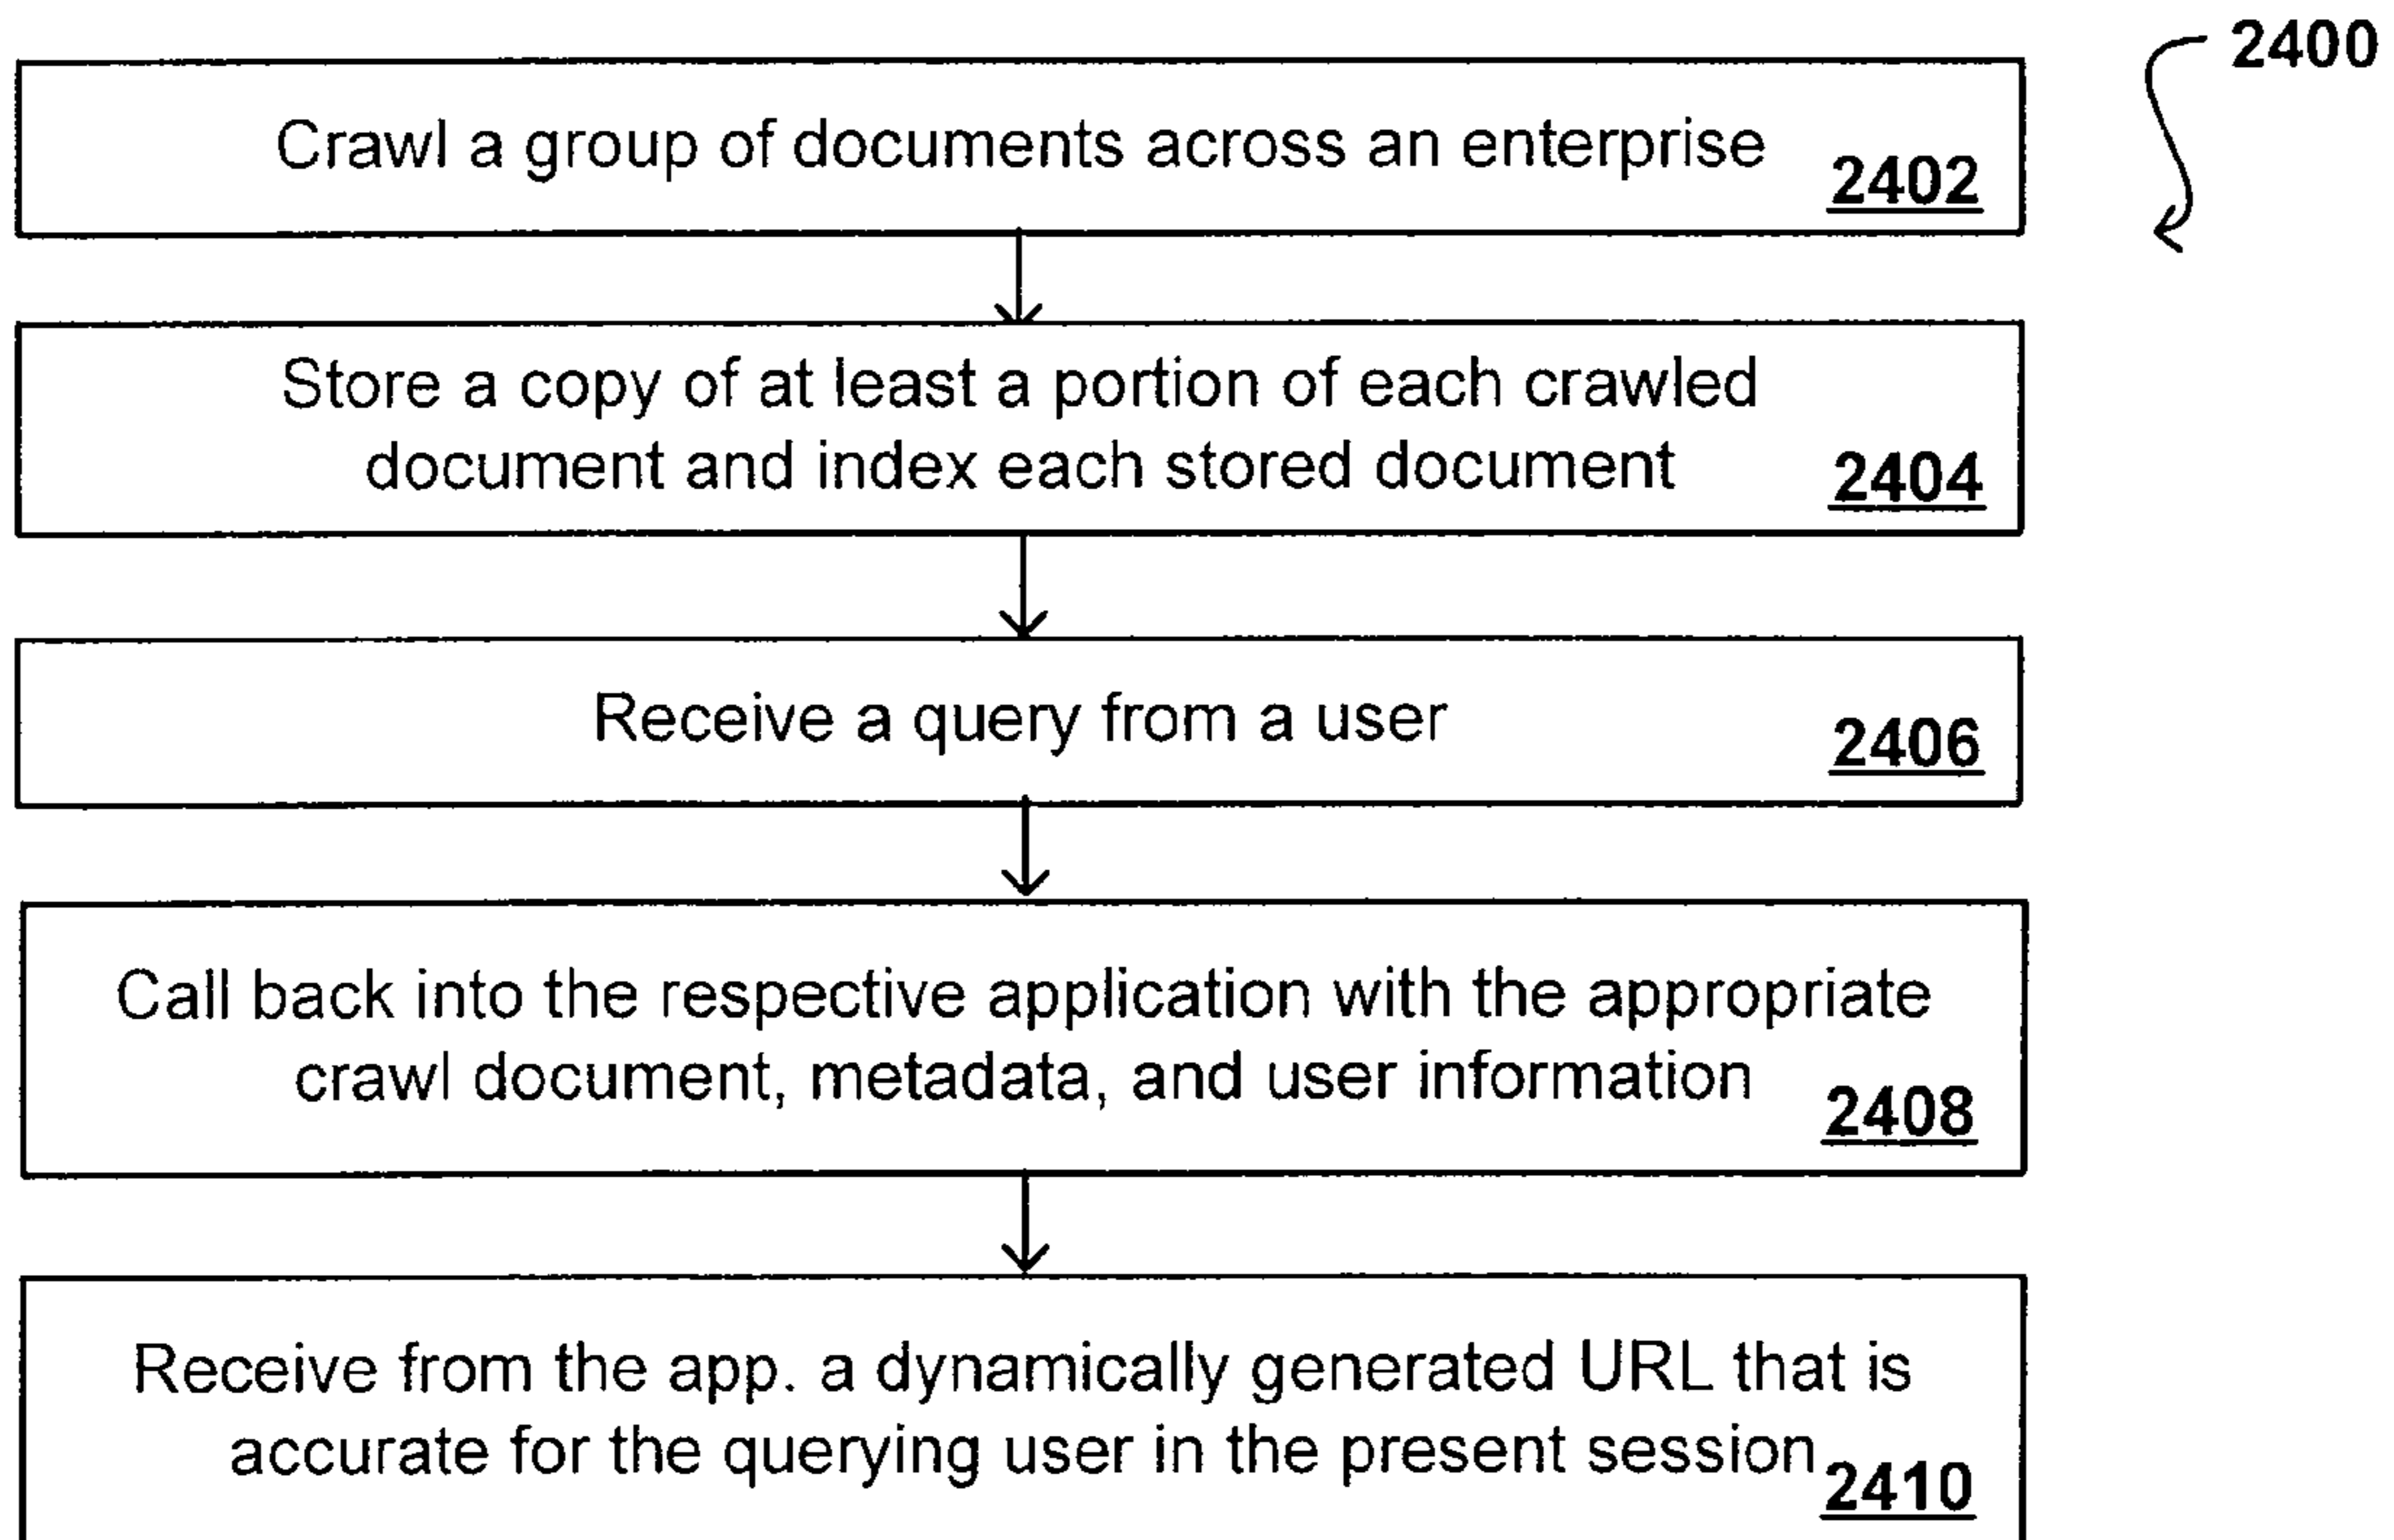 2400
Crawl a group of documents across an enterprise
2402
Store a copy of at least a portion of each crawled
document and index each stored document
2404
Receive a query from a user
2406
Call back into the respective application with the appropriate
crawl document, metadata, and user information
2408
Receive from the app. a dynamically generated URL that is
accurate for the querying user in the present session
2410